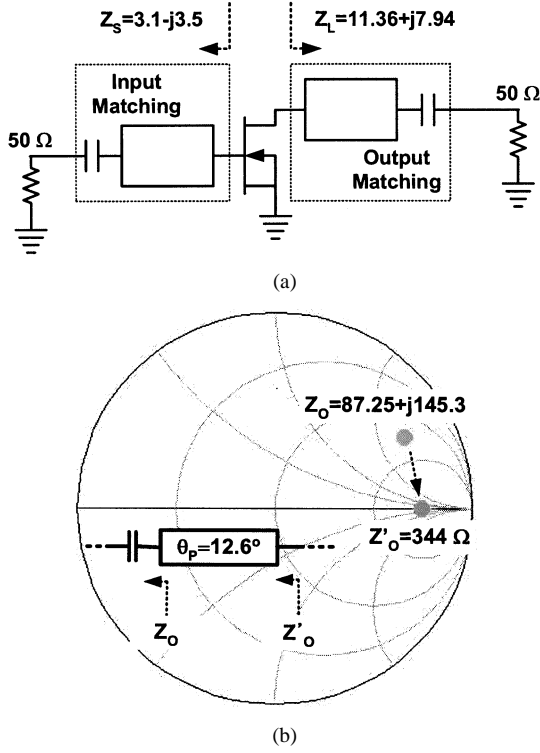 Z_S=3.1-j3.5
Z_L=11.36+j7.94
Input
Matching
50 Ω
50 Ω
Output
Matching
(a)
Z_O=87.25+j145.3
Z'_O=344 Ω
θ_P=12.6º
Z_O
Z'_O
(b)